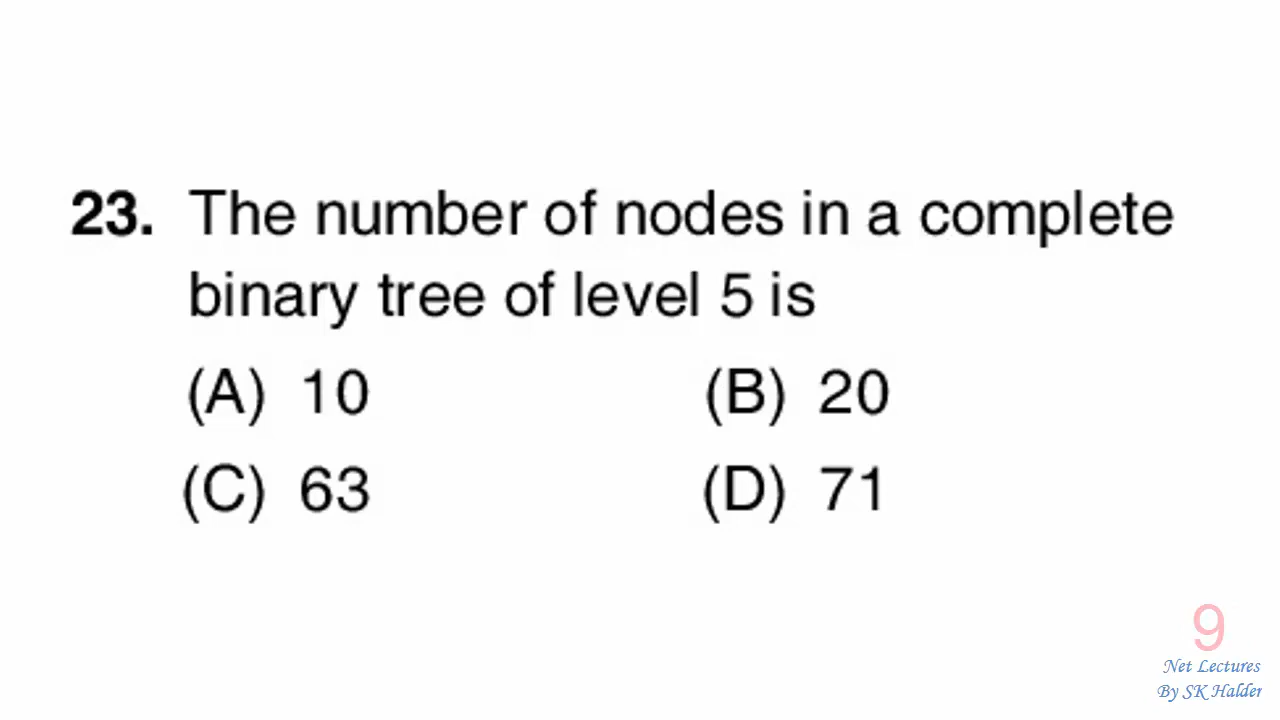 23. The number of nodes in a complete
binary tree of level 5 is
(A) 10 (B) 20
(C) 63 (D) 71
9
Net Lectures
By SK Halder